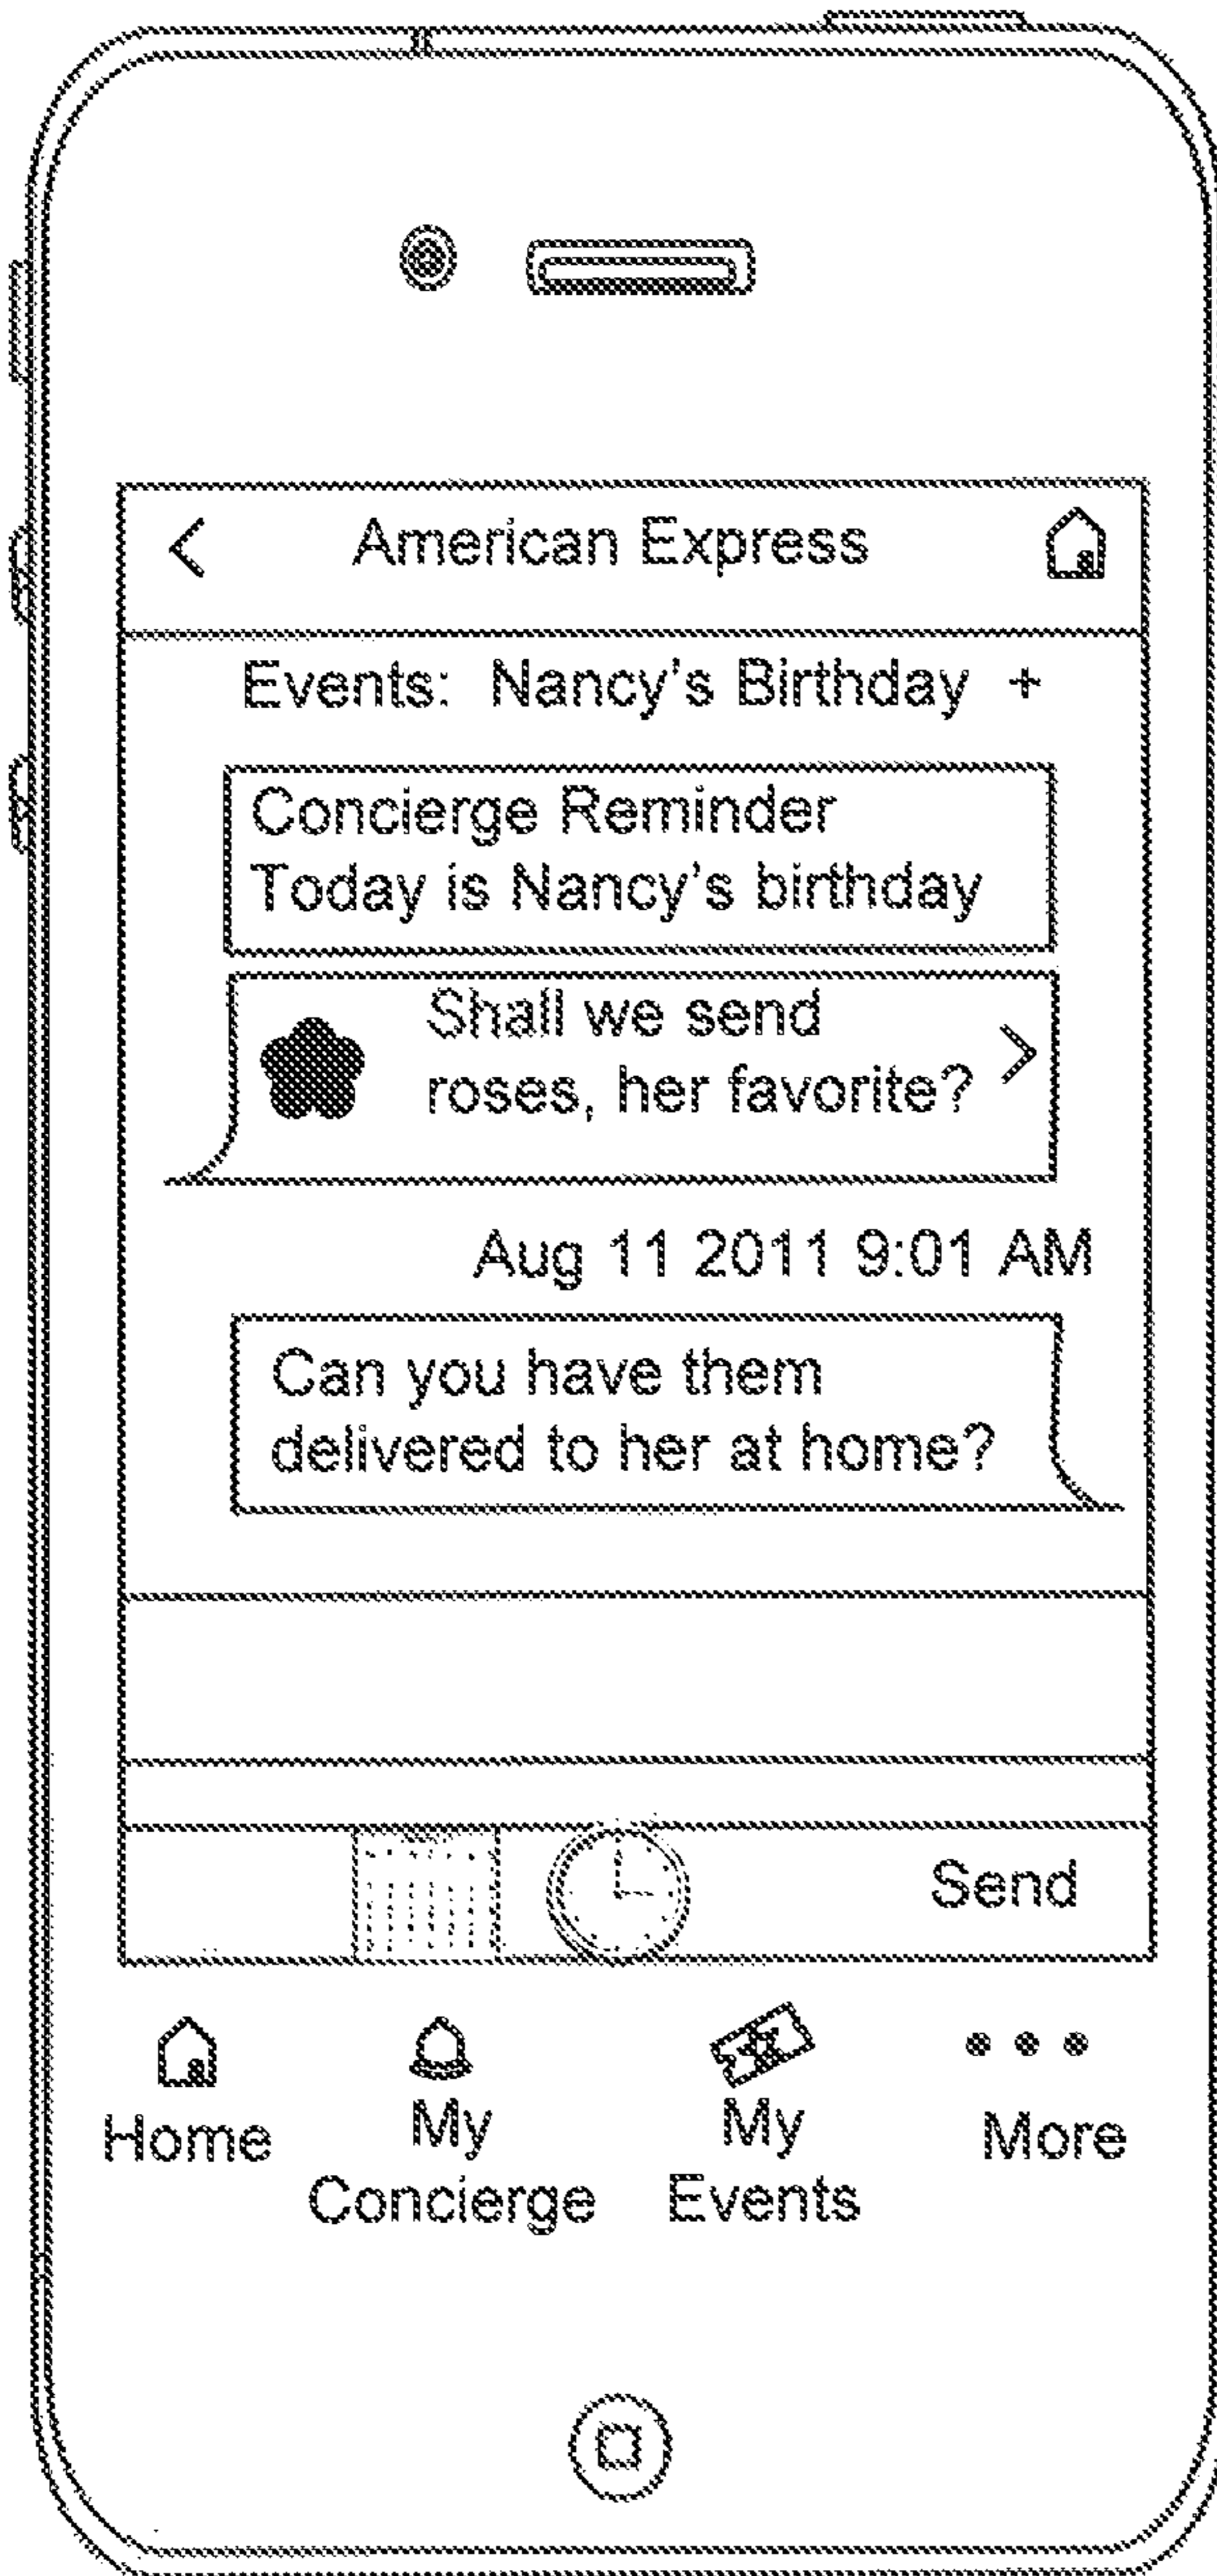 American Express
Events: Nancy's Birthday +
Concierge Reminder
Today is Nancy's birthday
Shall we send
roses, her favorite?
Aug 11 2011 9:01 AM
Can you have them
delivered to her at home?
Send
Home
My
Concierge
My
Events
More